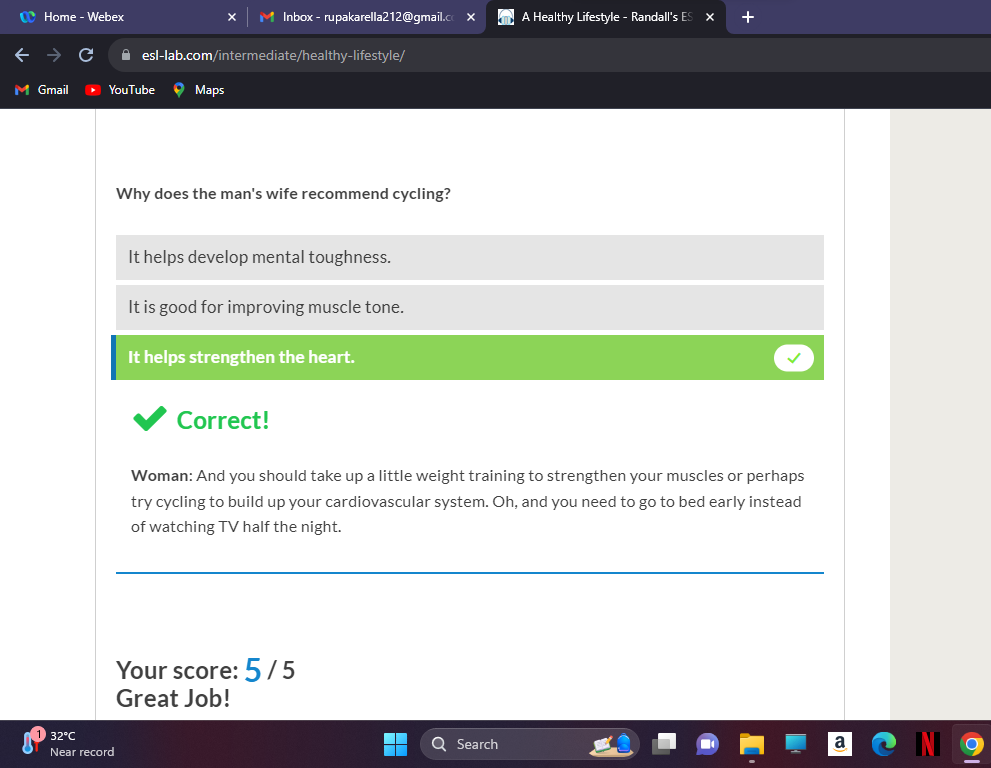 Home - Webex
Inbox - rupakarella212@gmail.c
A Healthy Lifestyle - Randall's ES
esl-lab.com/intermediate/healthy-lifestyle/
Gmail
YouTube
Maps
Why does the man's wife recommend cycling?
It helps develop mental toughness.
It is good for improving muscle tone.
It helps strengthen the heart.
Correct!
Woman: And you should take up a little weight training to strengthen your muscles or perhaps
try cycling to build up your cardiovascular system. Oh, and you need to go to bed early instead
of watching TV half the night.
Your score: 5 / 5
Great Job!
1
32°C
Near record
Search
a
N